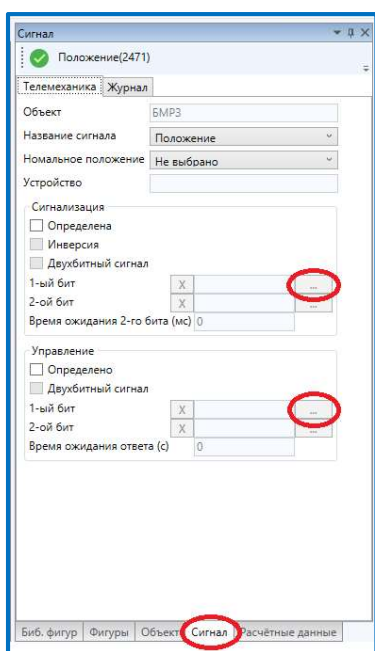 Сигнал
Положение(2471)
Телемеханика Журнал
Объект БМРЗ
Название сигнала Положение
Номальное положение Не выбрано
Устройство
Сигнализация
Определена
Инверсия
Двухбитный сигнал
1-ый бит X ...
2-ой бит X ...
Время ожидания 2-го бита (мс) 0
Управление
Определено
Двухбитный сигнал
1-ый бит X ...
2-ой бит X ...
Время ожидания ответа (с) 0
Биб. фигур Фигуры Объект Сигнал Расчётные данные